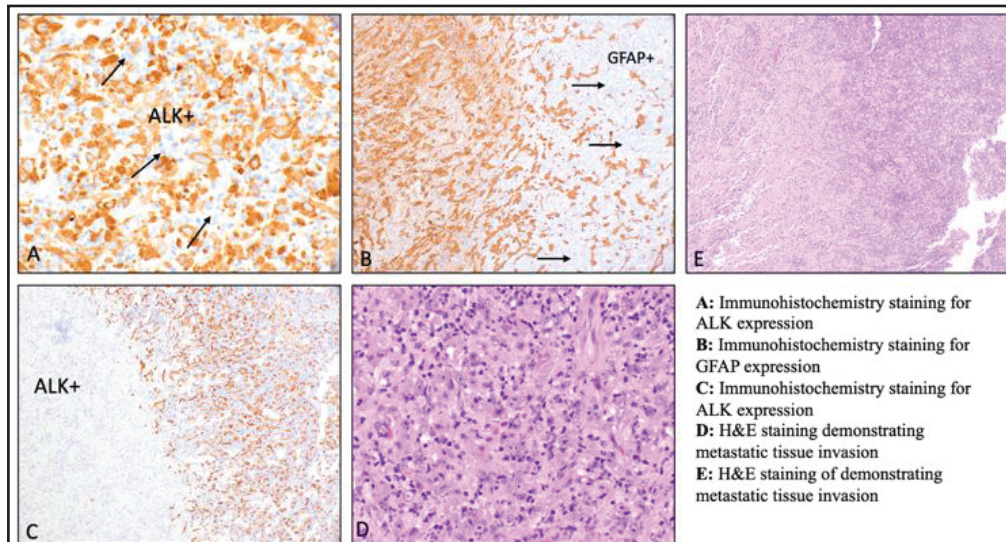 ALK+
A
GFAP+
B
E
ALK+
C
D
A: Immunohistochemistry staining for
ALK expression
B: Immunohistochemistry staining for
GFAP expression
C: Immunohistochemistry staining for
ALK expression
D: H&E staining demonstrating
metastatic tissue invasion
E: H&E staining of demonstrating
metastatic tissue invasion